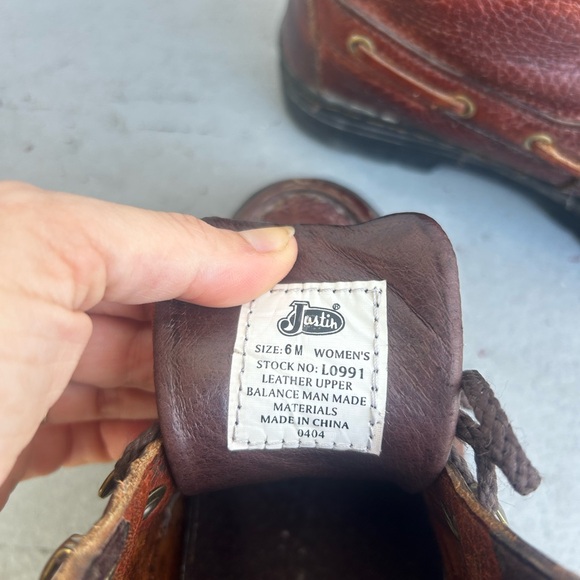 Justin®
SIZE: 6 M WOMEN'S
STOCK NO: L0991
LEATHER UPPER
BALANCE MAN MADE
MATERIALS
MADE IN CHINA
0404